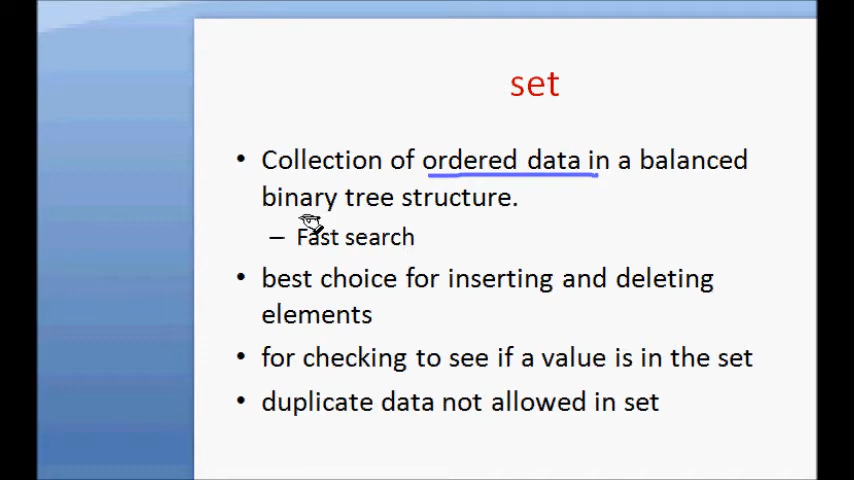 set
• Collection of ordered data in a balanced
binary tree structure.
– Fast search
• best choice for inserting and deleting
elements
• for checking to see if a value is in the set
• duplicate data not allowed in set